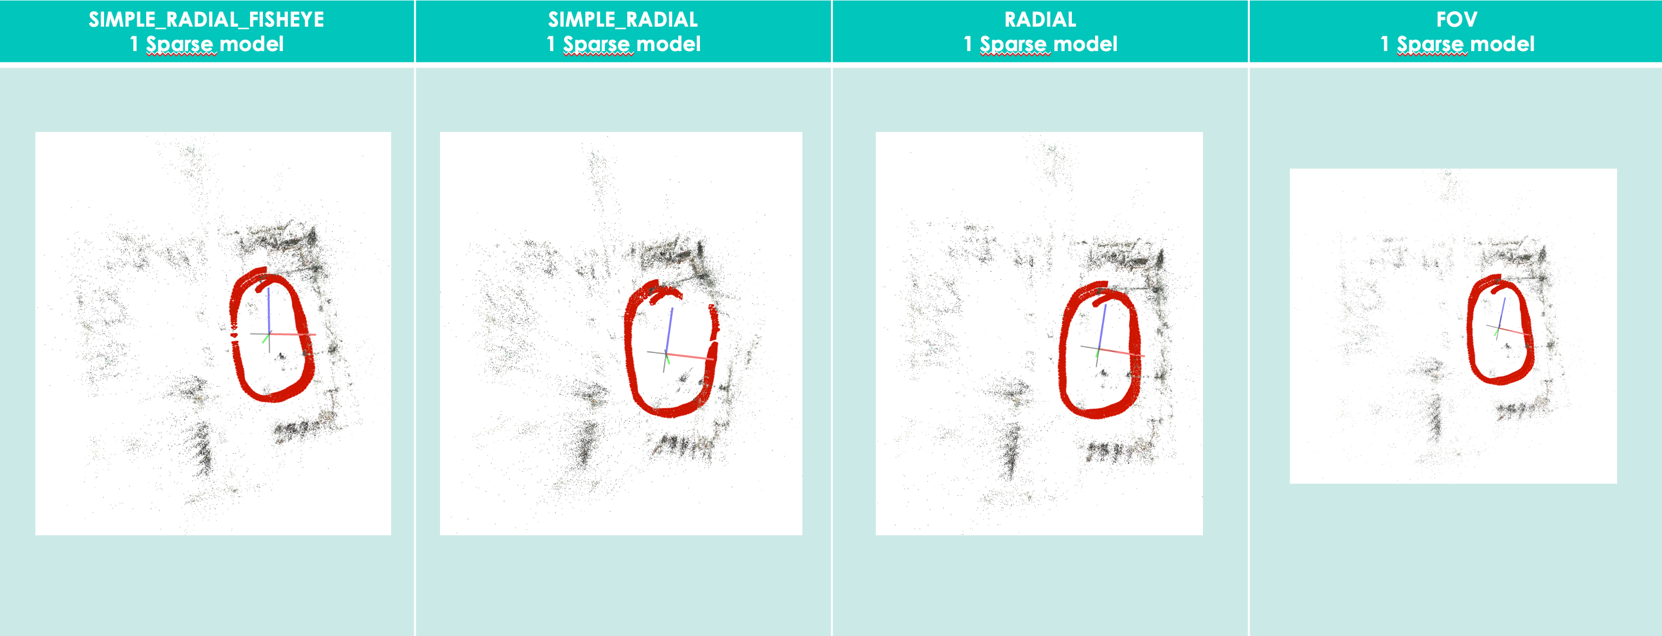 SIMPLE_RADIAL_FISHEYE
1 Sparse model
SIMPLE_RADIAL
1 Sparse model
RADIAL
1 Sparse model
FOV
1 Sparse model